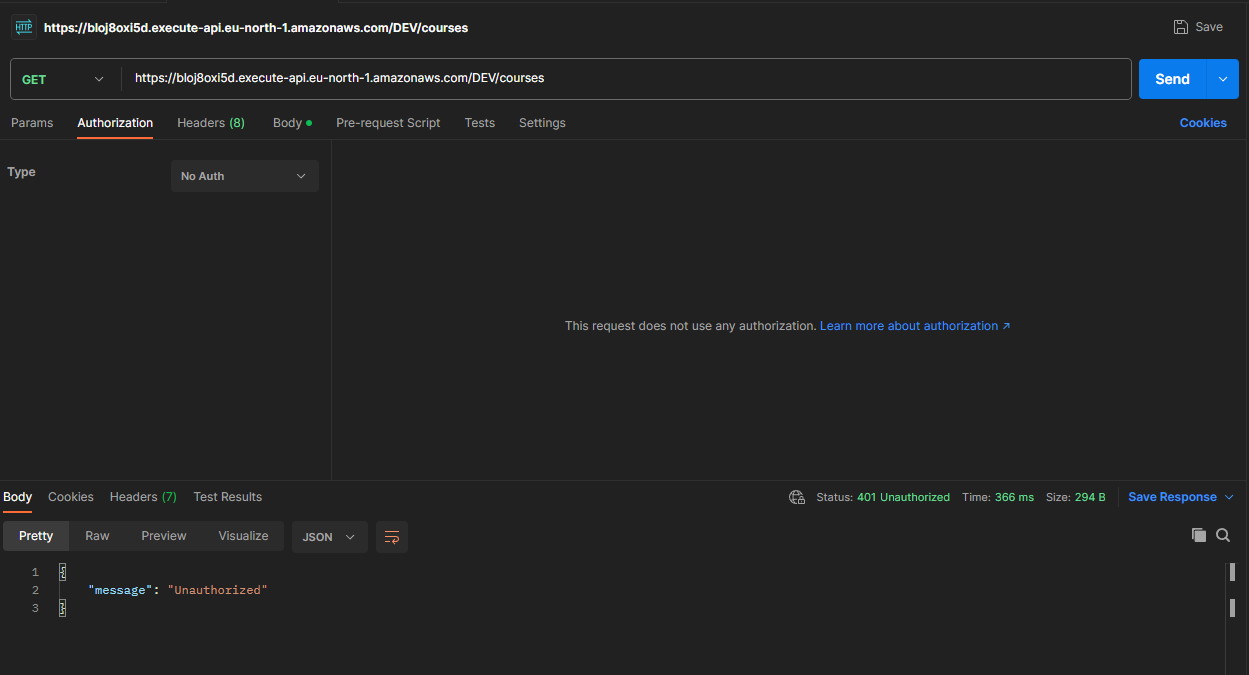 HTTP https://bloj8oxi5d.execute-api.eu-north-1.amazonaws.com/DEV/courses Save
GET https://bloj8oxi5d.execute-api.eu-north-1.amazonaws.com/DEV/courses Send
Params Authorization Headers (8) Body Pre-request Script Tests Settings Cookies
Type No Auth
This request does not use any authorization. Learn more about authorization ↗
Body Cookies Headers (7) Test Results Status: 401 Unauthorized Time: 366 ms Size: 294 B Save Response
Pretty Raw Preview Visualize JSON
1 {
2 "message": "Unauthorized"
3 }